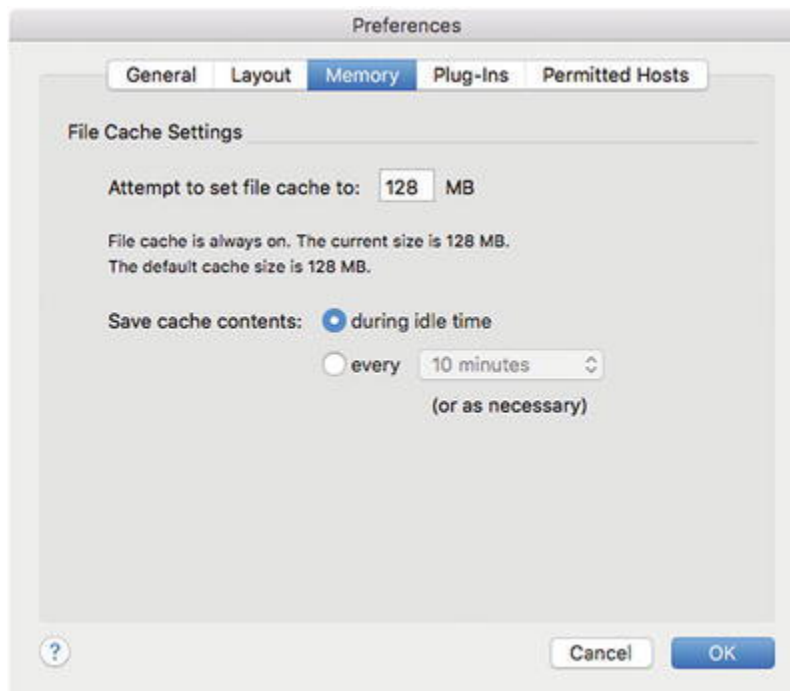 Preferences
General Layout Memory Plug-Ins Permitted Hosts
File Cache Settings
Attempt to set file cache to: 128 MB
File cache is always on. The current size is 128 MB.
The default cache size is 128 MB.
Save cache contents: during idle time
every 10 minutes
(or as necessary)
? Cancel OK